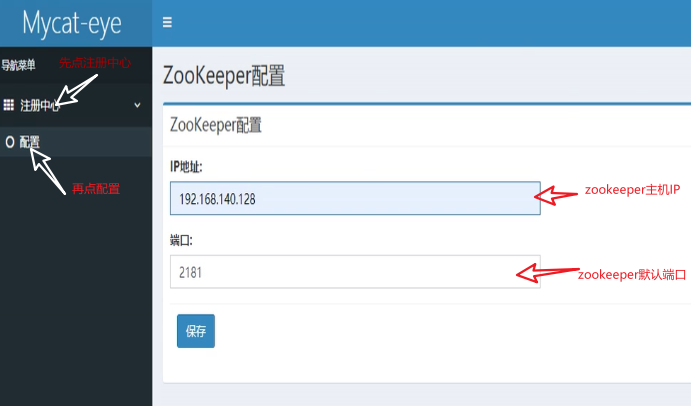 Mycat-eye
导航菜单
先点注册中心
注册中心
配置
再点配置
ZooKeeper配置
ZooKeeper配置
IP地址:
192.168.140.128
zookeeper主机IP
端口:
2181
zookeeper默认端口
保存